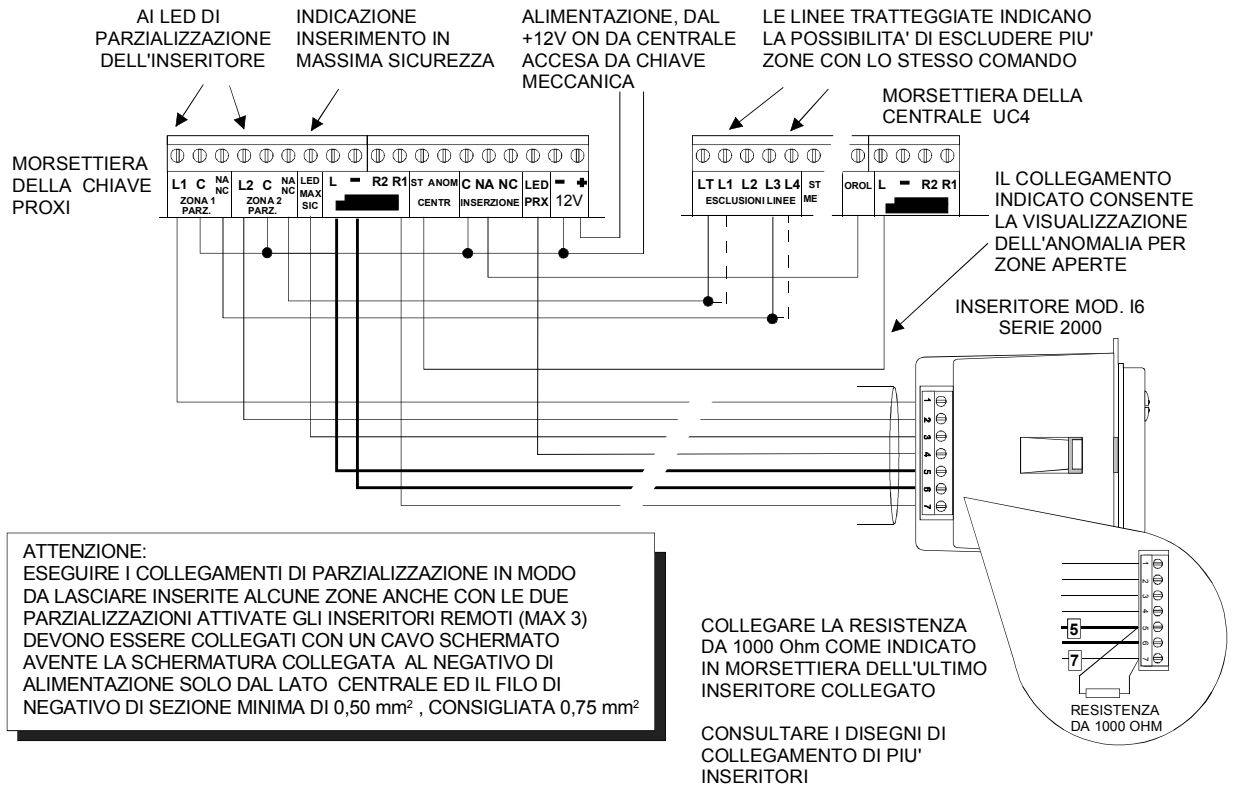 AI LED DI
PARZIALIZZAZIONE
DELL'INSERITORE
INDICAZIONE
INSERIMENTO IN
MASSIMA SICUREZZA
ALIMENTAZIONE, DAL
+12V ON DA CENTRALE
ACCESA DA CHIAVE
MECCANICA
LE LINEE TRATTEGGIATE INDICANO
LA POSSIBILITA' DI ESCLUDERE PIU'
ZONE CON LO STESSO COMANDO
MORSETTIERA DELLA
CENTRALE UC4
MORSETTIERA
DELLA CHIAVE
PROXI
L1 C NA NC
ZONA 1
PARZ.
L2 C NA NC
ZONA 2
PARZ.
LED
MAX
SIC
L - R2 R1
ST ANOM
CENTR
C NA NC
INSERZIONE
LED
PRX
- +
12V
LT L1 L2 L3 L4
ESCLUSIONI LINEE
ST
ME
OROL
L - R2 R1
IL COLLEGAMENTO
INDICATO CONSENTE
LA VISUALIZZAZIONE
DELL'ANOMALIA PER
ZONE APERTE
INSERITORE MOD. I6
SERIE 2000
1
2
3
4
5
6
7
ATTENZIONE:
ESEGUIRE I COLLEGAMENTI DI PARZIALIZZAZIONE IN MODO
DA LASCIARE INSERITE ALCUNE ZONE ANCHE CON LE DUE
PARZIALIZZAZIONI ATTIVATE GLI INSERITORI REMOTI (MAX 3)
DEVONO ESSERE COLLEGATI CON UN CAVO SCHERMATO
AVENTE LA SCHERMATURA COLLEGATA AL NEGATIVO DI
ALIMENTAZIONE SOLO DAL LATO CENTRALE ED IL FILO DI
NEGATIVO DI SEZIONE MINIMA DI 0,50 mm² , CONSIGLIATA 0,75 mm²
COLLEGARE LA RESISTENZA
DA 1000 Ohm COME INDICATO
IN MORSETTIERA DELL'ULTIMO
INSERITORE COLLEGATO
CONSULTARE I DISEGNI DI
COLLEGAMENTO DI PIU'
INSERITORI
1
2
3
4
5
6
7
5
7
RESISTENZA
DA 1000 OHM